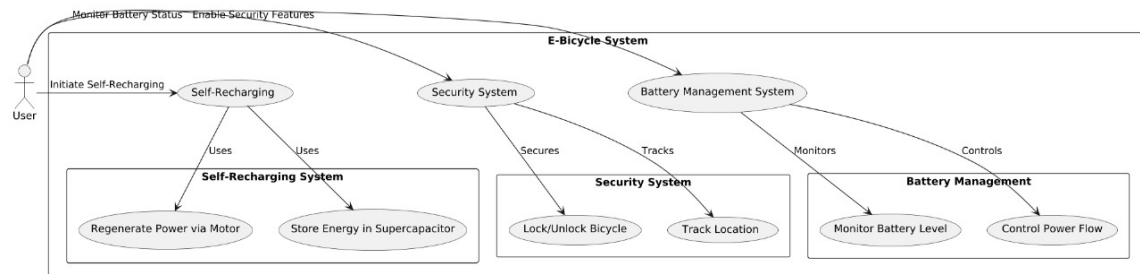 Monitor Battery Status
Enable Security Features
E-Bicycle System
Initiate Self-Recharging
User
Self-Recharging
Security System
Battery Management System
Uses
Uses
Secures
Tracks
Monitors
Controls
Self-Recharging System
Security System
Battery Management
Regenerate Power via Motor
Store Energy in Supercapacitor
Lock/Unlock Bicycle
Track Location
Monitor Battery Level
Control Power Flow